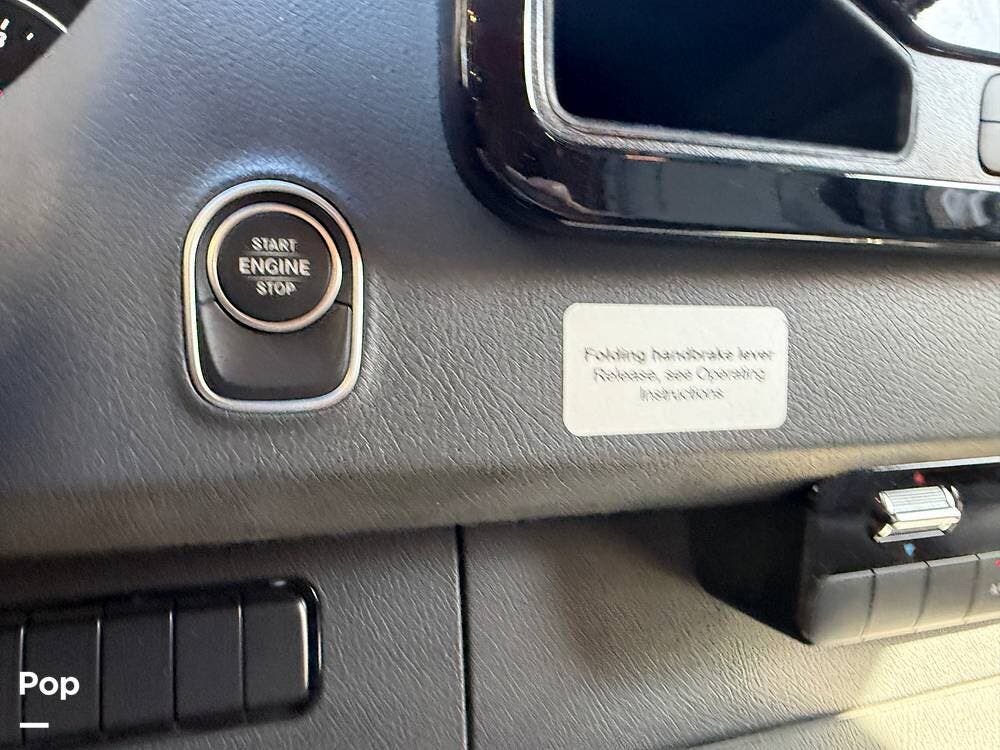 START
ENGINE
STOP
Folding handbrake lever
Release, see Operating
Instructions
Pop